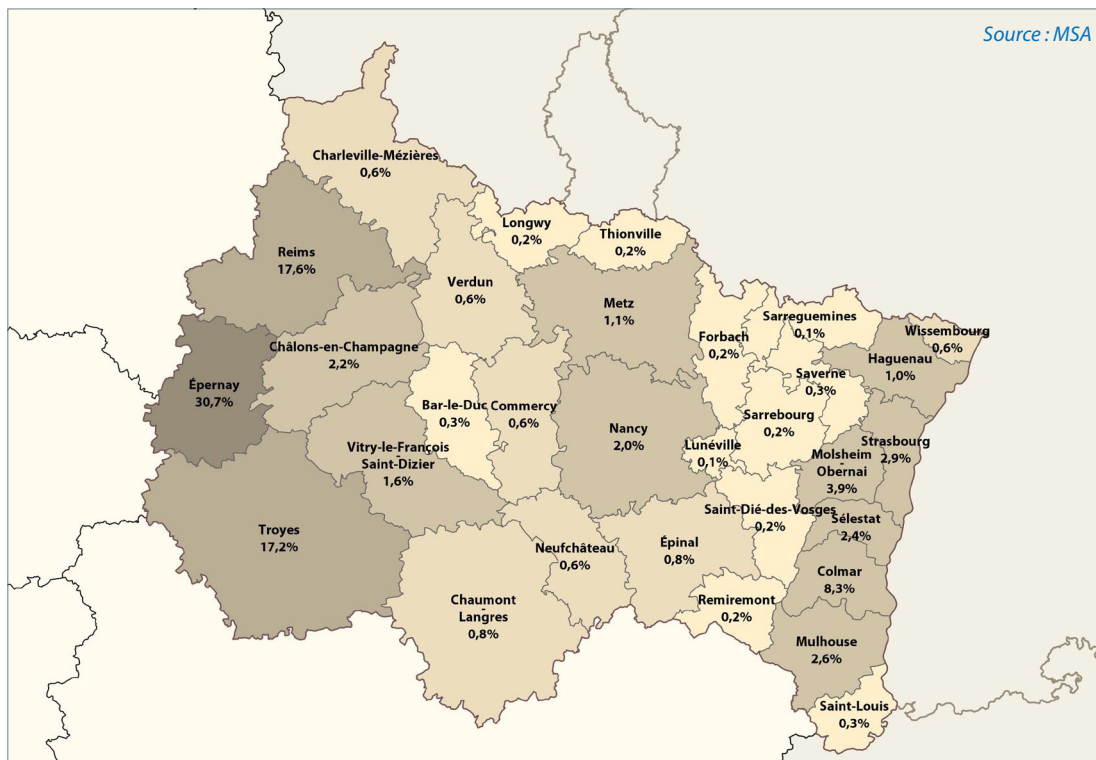 Source : MSA
Charleville-Mézières
0,6%
Longwy
0,2%
Thionville
0,2%
Reims
17,6%
Verdun
0,6%
Metz
1,1%
Sarreguemines
0,1%
Wissembourg
0,6%
Forbach
0,2%
Haguenau
1,0%
Châlons-en-Champagne
2,2%
Saverne
0,3%
Épernay
30,7%
Bar-le-Duc
0,3%
Commercy
0,6%
Sarrebourg
0,2%
Nancy
2,0%
Lunéville
0,1%
Strasbourg
2,9%
Vitry-le-François
-
Saint-Dizier
1,6%
Molsheim
-
Obernai
3,9%
Saint-Dié-des-Vosges
0,2%
Sélestat
2,4%
Troyes
17,2%
Neufchâteau
0,6%
Épinal
0,8%
Colmar
8,3%
Chaumont
-
Langres
0,8%
Remiremont
0,2%
Mulhouse
2,6%
Saint-Louis
0,3%